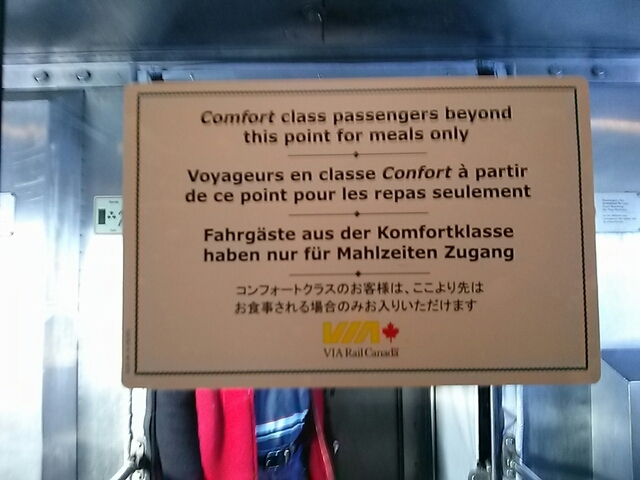 Comfort class passengers beyond
this point for meals only
Voyageurs en classe Confort à partir
de ce point pour les repas seulement
Fahrgäste aus der Komfortklasse
haben nur für Mahlzeiten Zugang
コンフォートクラスのお客様は、ここより先は
お食事される場合のみお入りいただけます
VIA
VIA Rail Canada